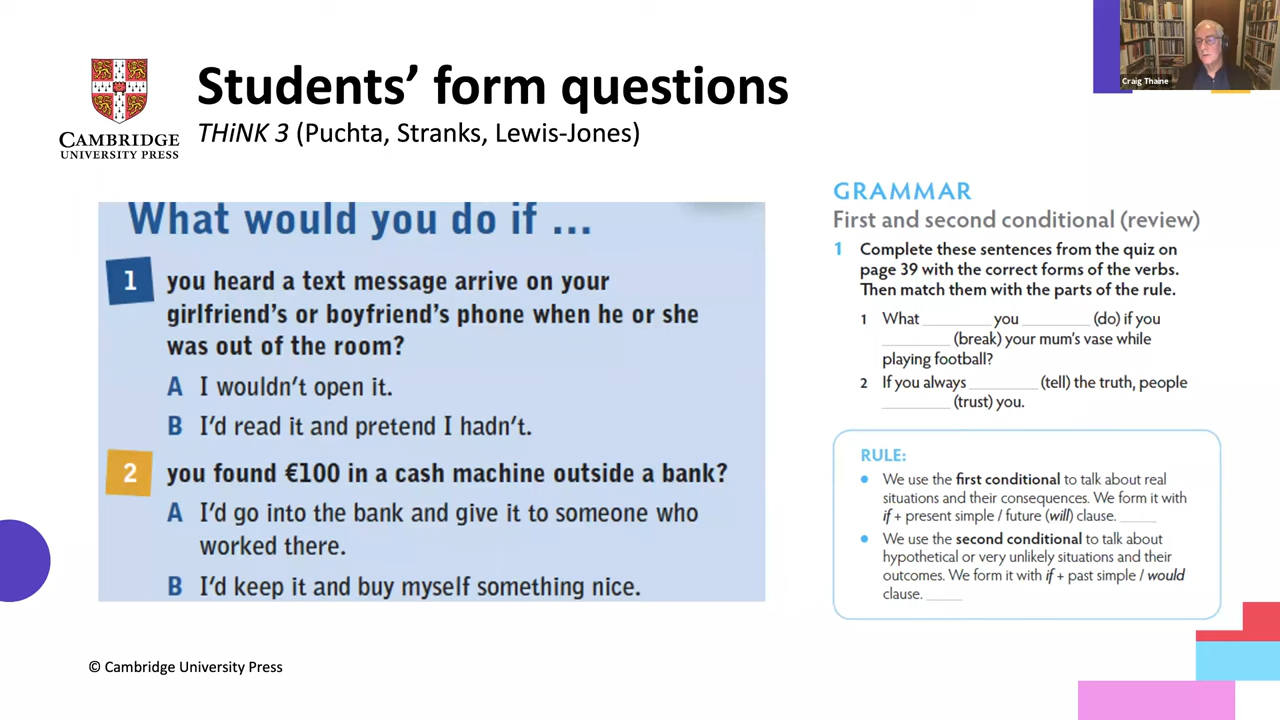 Students' form questions
THiNK 3 (Puchta, Stranks, Lewis-Jones)
CAMBRIDGE
UNIVERSITY PRESS
Craig Thaine
What would you do if ...
1 you heard a text message arrive on your
girlfriend's or boyfriend's phone when he or she
was out of the room?
A I wouldn't open it.
B I'd read it and pretend I hadn't.
2 you found €100 in a cash machine outside a bank?
A I'd go into the bank and give it to someone who
worked there.
B I'd keep it and buy myself something nice.
GRAMMAR
First and second conditional (review)
1 Complete these sentences from the quiz on
page 39 with the correct forms of the verbs.
Then match them with the parts of the rule.
1 What ________ you ________ (do) if you
________ (break) your mum's vase while
playing football?
2 If you always ________ (tell) the truth, people
________ (trust) you.
RULE:
• We use the first conditional to talk about real
situations and their consequences. We form it with
if + present simple / future (will) clause. ____
• We use the second conditional to talk about
hypothetical or very unlikely situations and their
outcomes. We form it with if + past simple / would
clause. ____
© Cambridge University Press